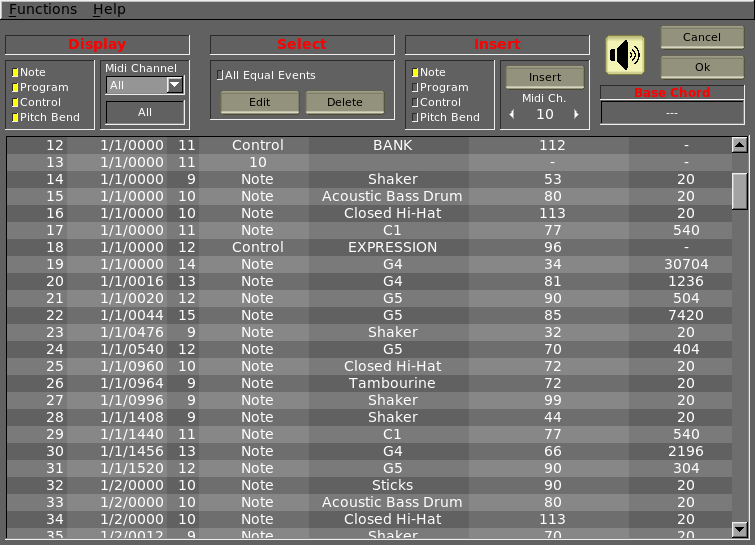 Functions Help
Display Select Insert Cancel
Ok
Note Midi Channel All Equal Events Note Insert Base Chord
Program All Program
Control Edit Delete Control Midi Ch. ---
Pitch Bend All Pitch Bend 10
12 1/1/0000 11 Control BANK 112 -
13 1/1/0000 11 10 - -
14 1/1/0000 9 Note Shaker 53 20
15 1/1/0000 10 Note Acoustic Bass Drum 80 20
16 1/1/0000 10 Note Closed Hi-Hat 113 20
17 1/1/0000 11 Note C1 77 540
18 1/1/0000 12 Control EXPRESSION 96 -
19 1/1/0000 14 Note G4 34 30704
20 1/1/0016 13 Note G4 81 1236
21 1/1/0020 12 Note G5 90 504
22 1/1/0044 15 Note G5 85 7420
23 1/1/0476 9 Note Shaker 32 20
24 1/1/0540 12 Note G5 70 404
25 1/1/0960 10 Note Closed Hi-Hat 72 20
26 1/1/0964 9 Note Tambourine 72 20
27 1/1/0996 9 Note Shaker 99 20
28 1/1/1408 9 Note Shaker 44 20
29 1/1/1440 11 Note C1 77 540
30 1/1/1456 13 Note G4 66 2196
31 1/1/1520 12 Note G5 90 304
32 1/2/0000 10 Note Sticks 90 20
33 1/2/0000 10 Note Acoustic Bass Drum 80 20
34 1/2/0000 10 Note Closed Hi-Hat 113 20
35 1/2/0012 9 Note Shaker 70 20